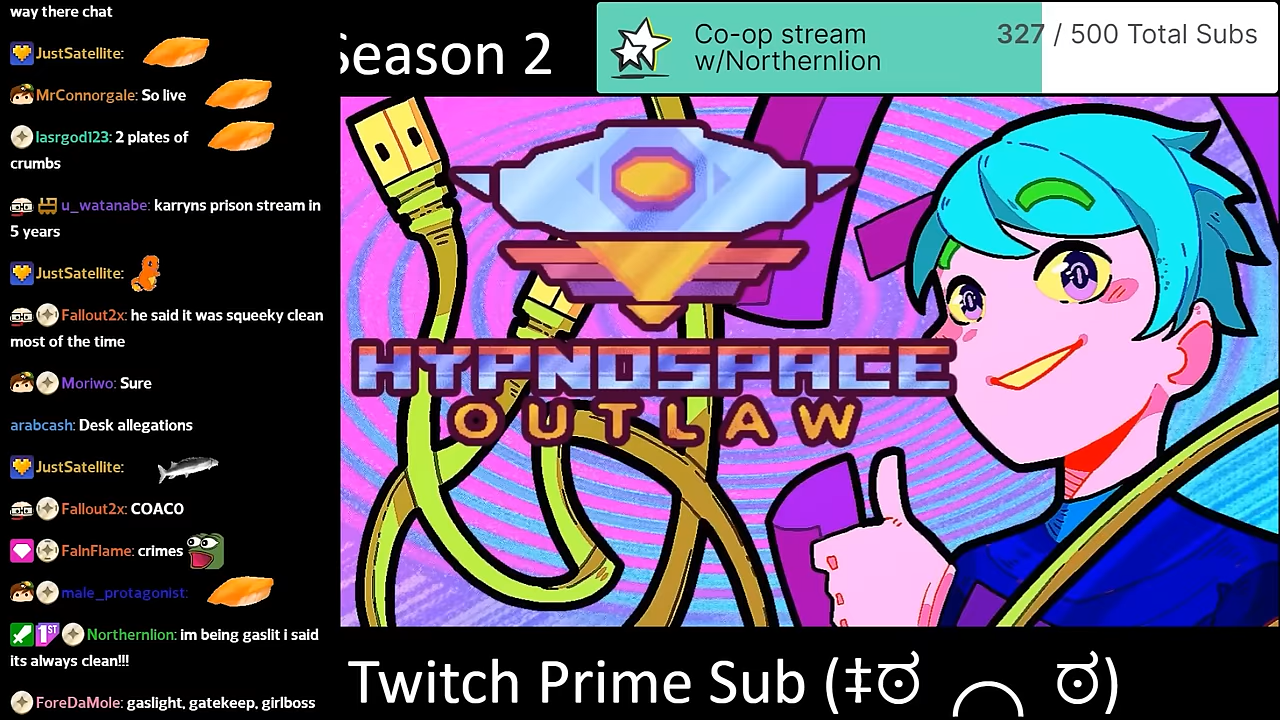 way there chat
JustSatellite:
MrConnorgale: So live
lasrgod123: 2 plates of
crumbs
u_watanabe: karryns prison stream in
5 years
JustSatellite:
Fallout2x: he said it was squeeky clean
most of the time
Moriwo: Sure
arabcash: Desk allegations
JustSatellite:
Fallout2x: COACO
FalnFlame: crimes
male_protagonist:
1ST Northernlion: im being gaslit i said
its always clean!!!
ForeDaMole: gaslight, gatekeep, girlboss
Season 2
Co-op stream
w/Northernlion
327 / 500 Total Subs
HYPNOSPACE
OUTLAW
Twitch Prime Sub (‡ಠ ⌒ ಠ)